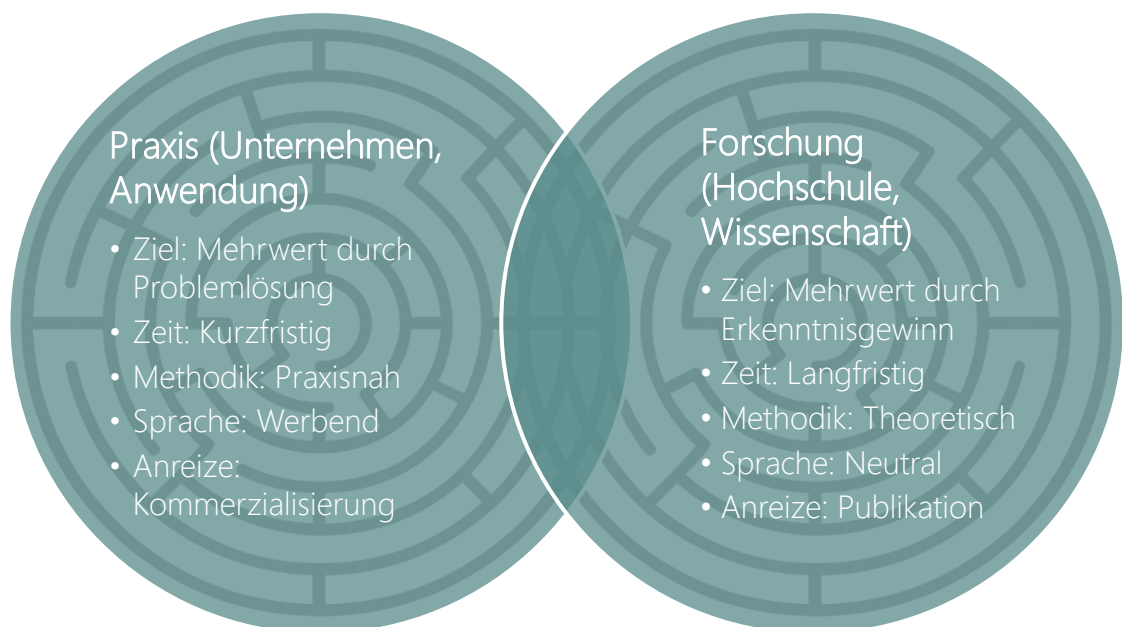 Praxis (Unternehmen,
Anwendung)
• Ziel: Mehrwert durch
Problemlösung
• Zeit: Kurzfristig
• Methodik: Praxisnah
• Sprache: Werbend
• Anreize:
Kommerzialisierung
Forschung
(Hochschule,
Wissenschaft)
• Ziel: Mehrwert durch
Erkenntnisgewinn
• Zeit: Langfristig
• Methodik: Theoretisch
• Sprache: Neutral
• Anreize: Publikation